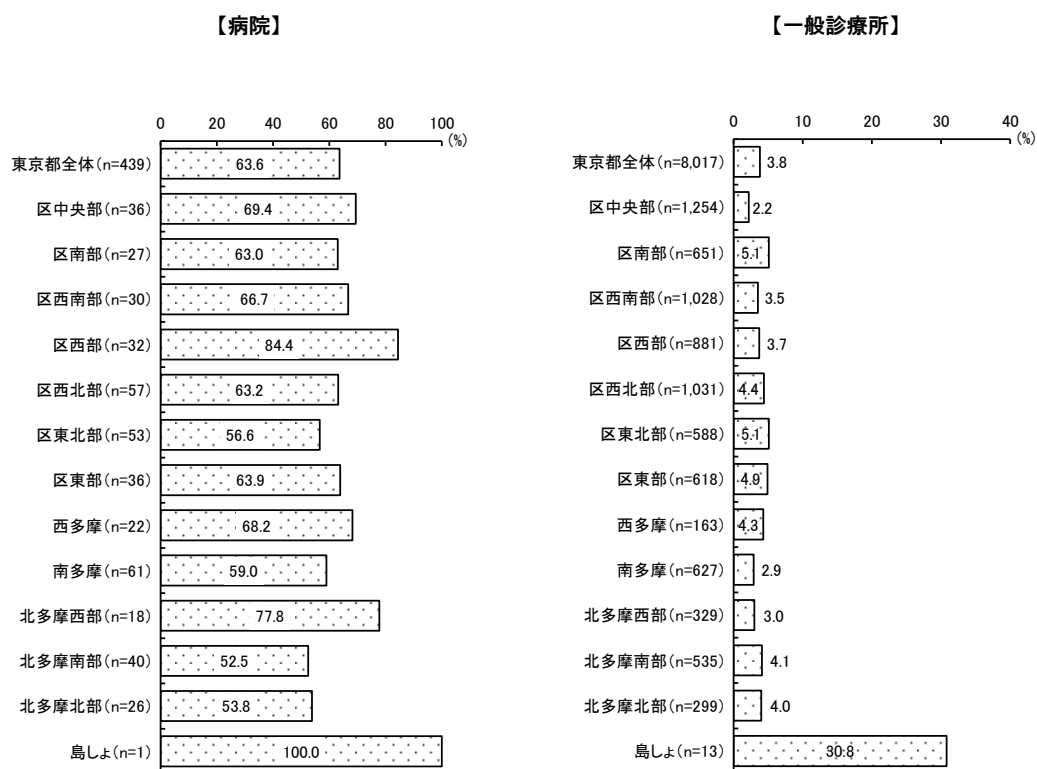 【病院】
0 20 40 60 80 100
(%)
東京都全体(n=439) 63.6
区中央部(n=36) 69.4
区南部(n=27) 63.0
区西南部(n=30) 66.7
区西部(n=32) 84.4
区西北部(n=57) 63.2
区東北部(n=53) 56.6
区東部(n=36) 63.9
西多摩(n=22) 68.2
南多摩(n=61) 59.0
北多摩西部(n=18) 77.8
北多摩南部(n=40) 52.5
北多摩北部(n=26) 53.8
島しょ(n=1) 100.0
【一般診療所】
0 10 20 30 40
(%)
東京都全体(n=8,017) 3.8
区中央部(n=1,254) 2.2
区南部(n=651) 5.1
区西南部(n=1,028) 3.5
区西部(n=881) 3.7
区西北部(n=1,031) 4.4
区東北部(n=588) 5.1
区東部(n=618) 4.9
西多摩(n=163) 4.3
南多摩(n=627) 2.9
北多摩西部(n=329) 3.0
北多摩南部(n=535) 4.1
北多摩北部(n=299) 4.0
島しょ(n=13) 30.8